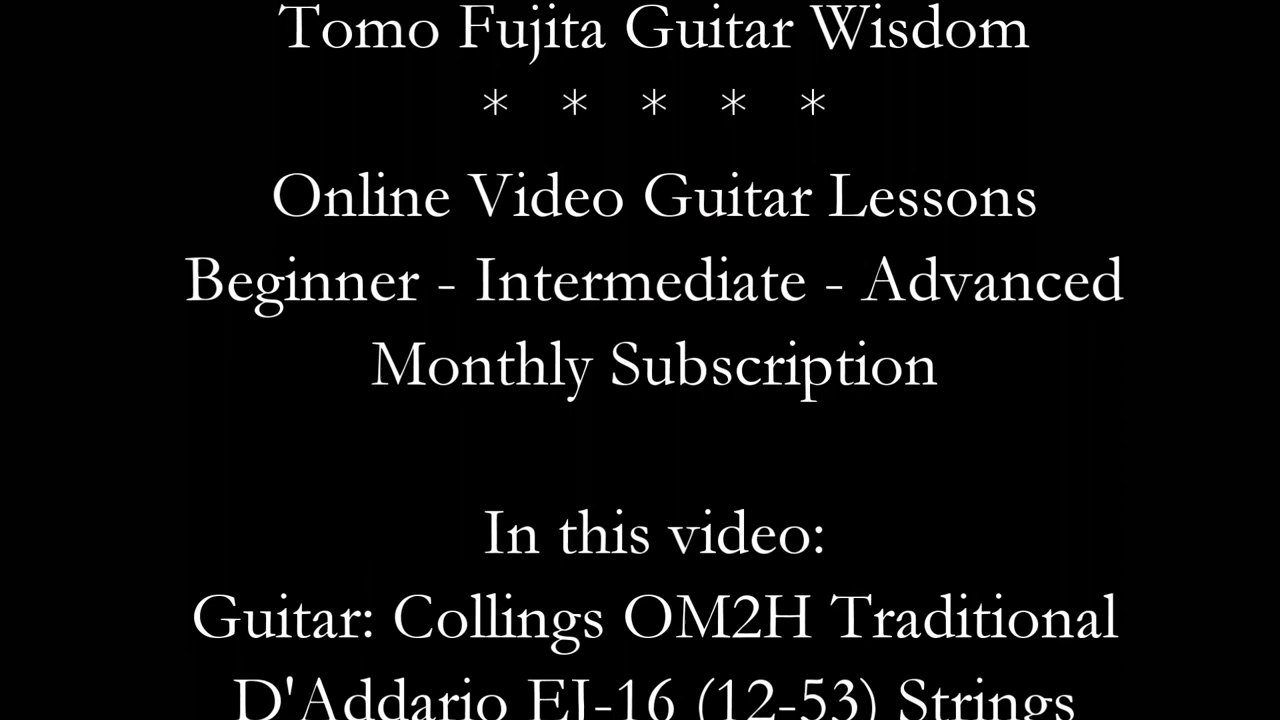 Tomo Fujita Guitar Wisdom
* * * * *
Online Video Guitar Lessons
Beginner - Intermediate - Advanced
Monthly Subscription
In this video:
Guitar: Collings OM2H Traditional
D'Addario EJ-16 (12-53) Strings